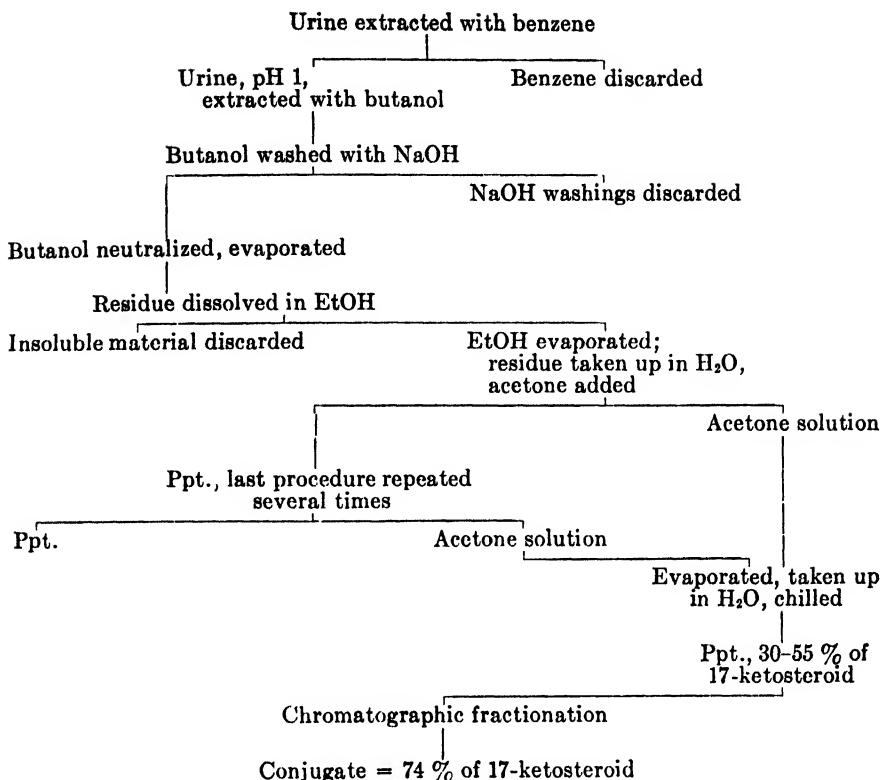 Urine extracted with benzene
Urine, pH 1,
extracted with butanol
Benzene discarded
Butanol washed with NaOH
NaOH washings discarded
Butanol neutralized, evaporated
Residue dissolved in EtOH
Insoluble material discarded
EtOH evaporated;
residue taken up in H₂O,
acetone added
Acetone solution
Ppt., last procedure repeated
several times
Ppt.
Acetone solution
Evaporated, taken up
in H₂O, chilled
Ppt., 30–55 % of
17-ketosteroid
Chromatographic fractionation
Conjugate = 74 % of 17-ketosteroid